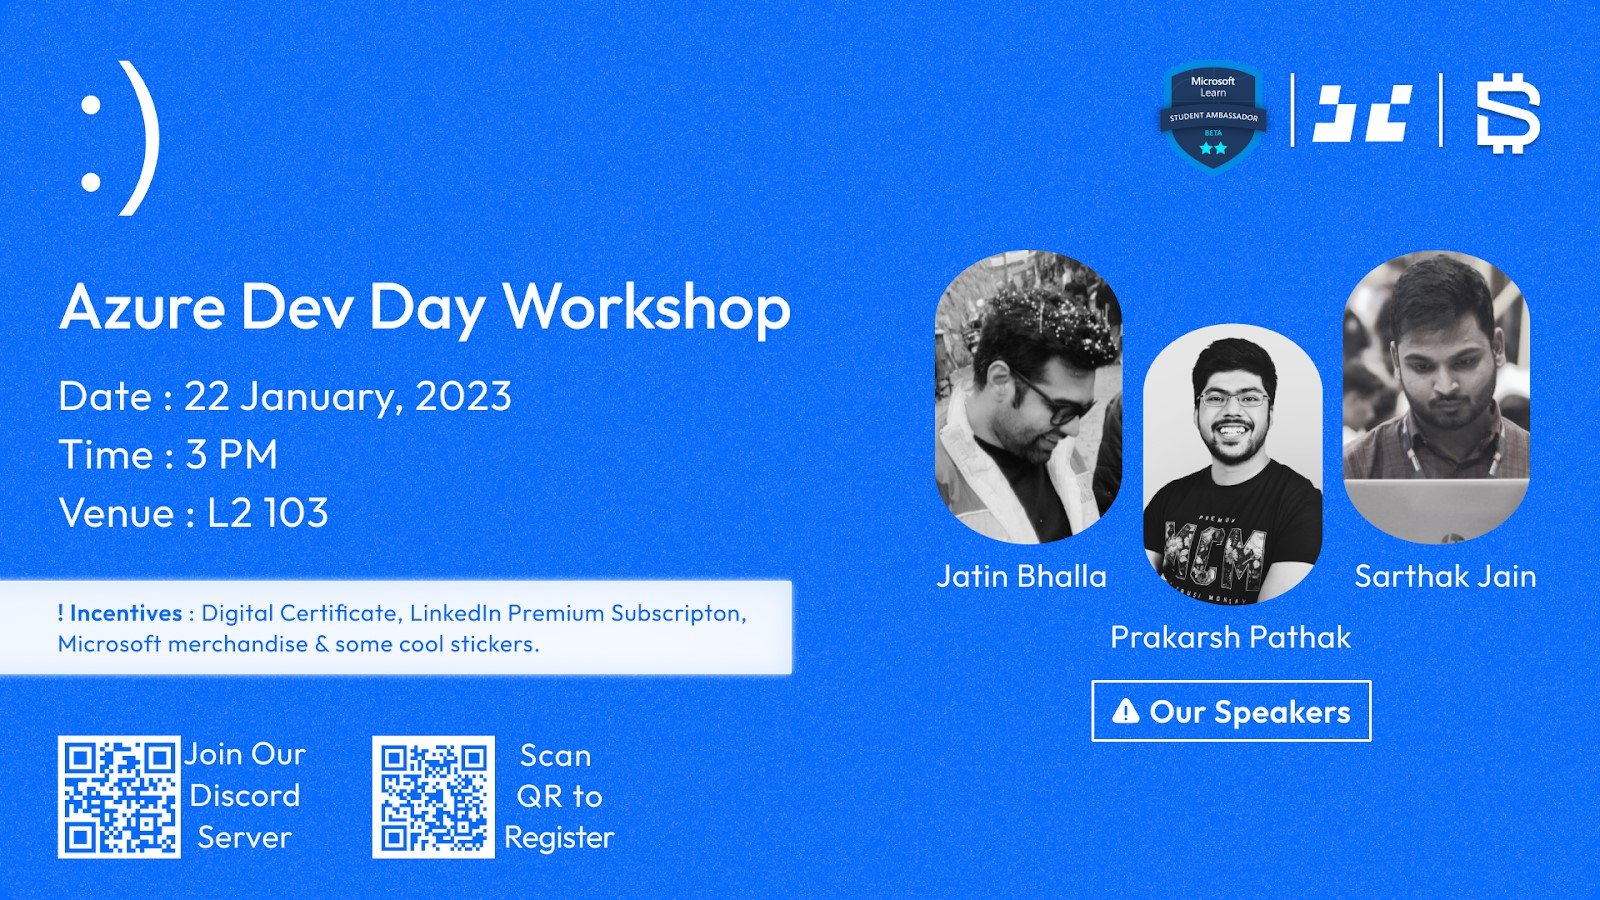 :)
Microsoft
Learn
STUDENT AMBASSADOR
BETA
Azure Dev Day Workshop
Date : 22 January, 2023
Time : 3 PM
Venue : L2 103
! Incentives : Digital Certificate, LinkedIn Premium Subscripton,
Microsoft merchandise & some cool stickers.
Join Our
Discord
Server
Scan
QR to
Register
Jatin Bhalla
Prakarsh Pathak
Sarthak Jain
MCM
Our Speakers